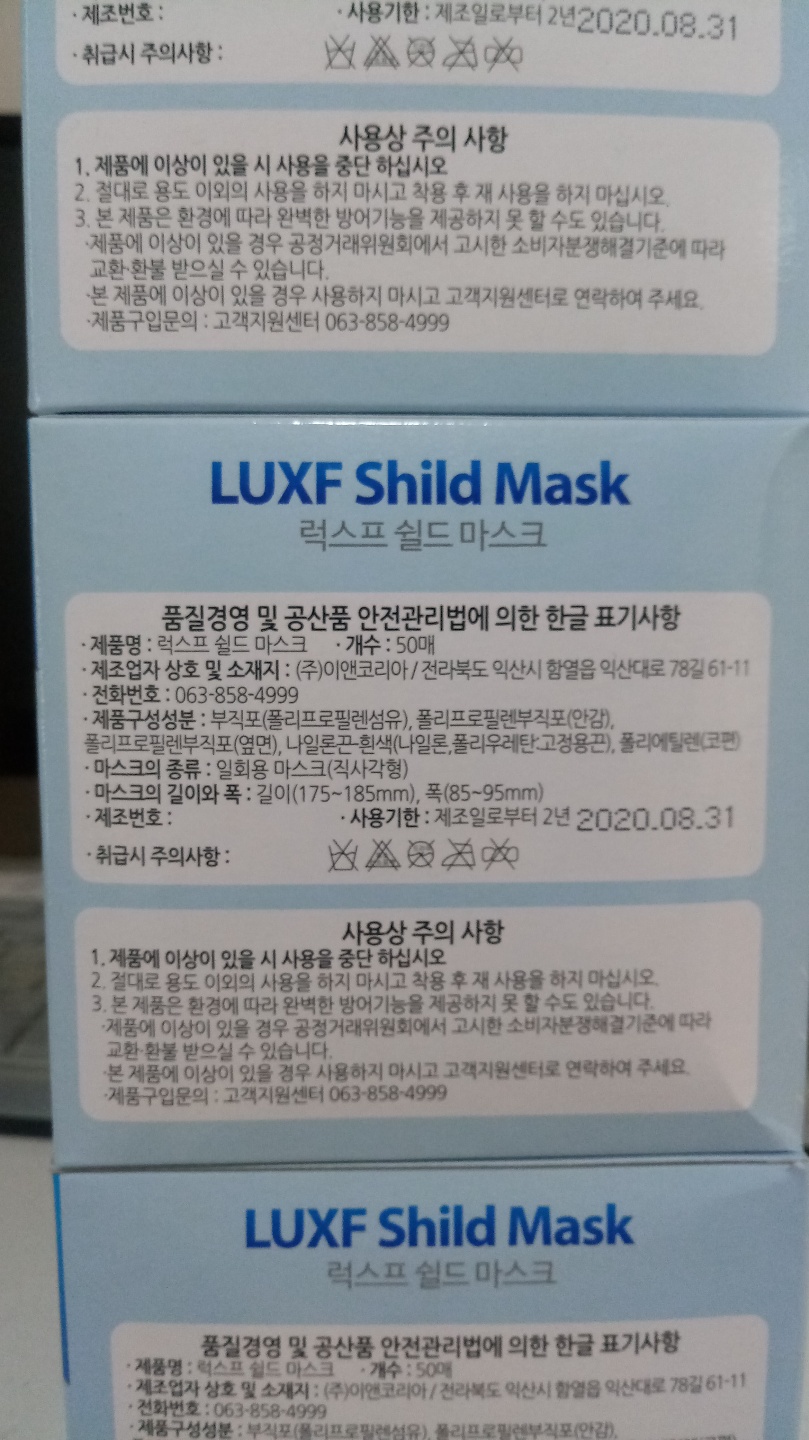 · 제조번호 : · 사용기한 : 제조일로부터 2년 2020.08.31
· 취급시 주의사항 :
사용상 주의 사항
1. 제품에 이상이 있을 시 사용을 중단 하십시오
2. 절대로 용도 이외의 사용을 하지 마시고 착용 후 재 사용을 하지 마십시오.
3. 본 제품은 환경에 따라 완벽한 방어기능을 제공하지 못 할 수도 있습니다.
·제품에 이상이 있을 경우 공정거래위원회에서 고시한 소비자분쟁해결기준에 따라
교환·환불 받으실 수 있습니다.
·본 제품에 이상이 있을 경우 사용하지 마시고 고객지원센터로 연락하여 주세요.
·제품구입문의 : 고객지원센터 063-858-4999
LUXF Shild Mask
럭스프 쉴드 마스크
품질경영 및 공산품 안전관리법에 의한 한글 표기사항
· 제품명 : 럭스프 쉴드 마스크 · 개수 : 50매
· 제조업자 상호 및 소재지 : (주)이앤코리아 / 전라북도 익산시 함열읍 익산대로 78길 61-11
· 전화번호 : 063-858-4999
· 제품구성성분 : 부직포(폴리프로필렌섬유), 폴리프로필렌부직포(안감),
폴리프로필렌부직포(옆면), 나일론끈-흰색(나일론,폴리우레탄:고정용끈), 폴리에틸렌(코편)
· 마스크의 종류 : 일회용 마스크(직사각형)
· 마스크의 길이와 폭 : 길이(175~185mm), 폭(85~95mm)
· 제조번호 : · 사용기한 : 제조일로부터 2년 2020.08.31
· 취급시 주의사항 :
사용상 주의 사항
1. 제품에 이상이 있을 시 사용을 중단 하십시오
2. 절대로 용도 이외의 사용을 하지 마시고 착용 후 재 사용을 하지 마십시오.
3. 본 제품은 환경에 따라 완벽한 방어기능을 제공하지 못 할 수도 있습니다.
·제품에 이상이 있을 경우 공정거래위원회에서 고시한 소비자분쟁해결기준에 따라
교환·환불 받으실 수 있습니다.
·본 제품에 이상이 있을 경우 사용하지 마시고 고객지원센터로 연락하여 주세요.
·제품구입문의 : 고객지원센터 063-858-4999
LUXF Shild Mask
럭스프 쉴드 마스크
품질경영 및 공산품 안전관리법에 의한 한글 표기사항
· 제품명 : 럭스프 쉴드 마스크 · 개수 : 50매
· 제조업자 상호 및 소재지 : (주)이앤코리아 / 전라북도 익산시 함열읍 익산대로 78길 61-11
· 전화번호 : 063-858-4999
· 제품구성성분 : 부직포(폴리프로필렌섬유), 폴리프로필렌부직포(안감),